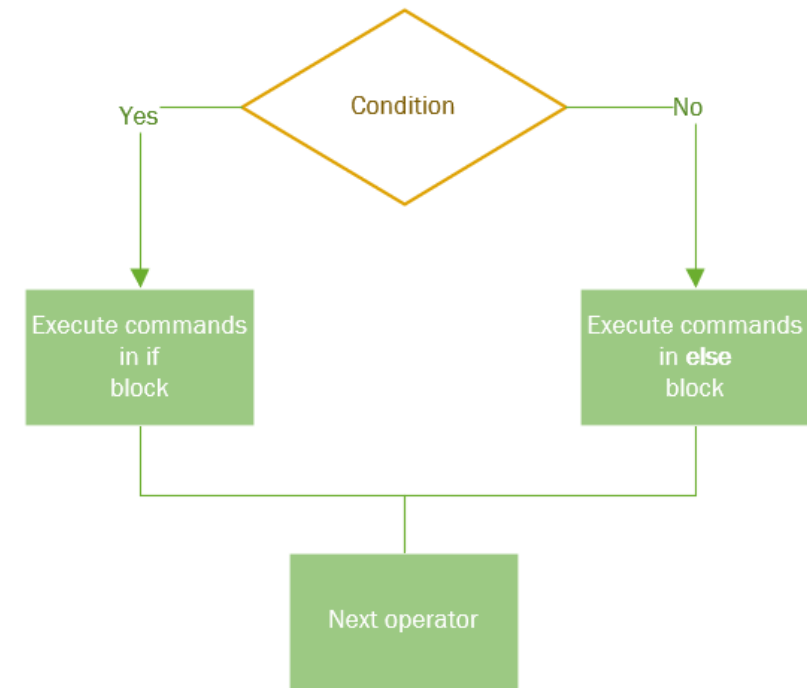 Condition
Yes
No
Execute commands
in if
block
Execute commands
in else
block
Next operator